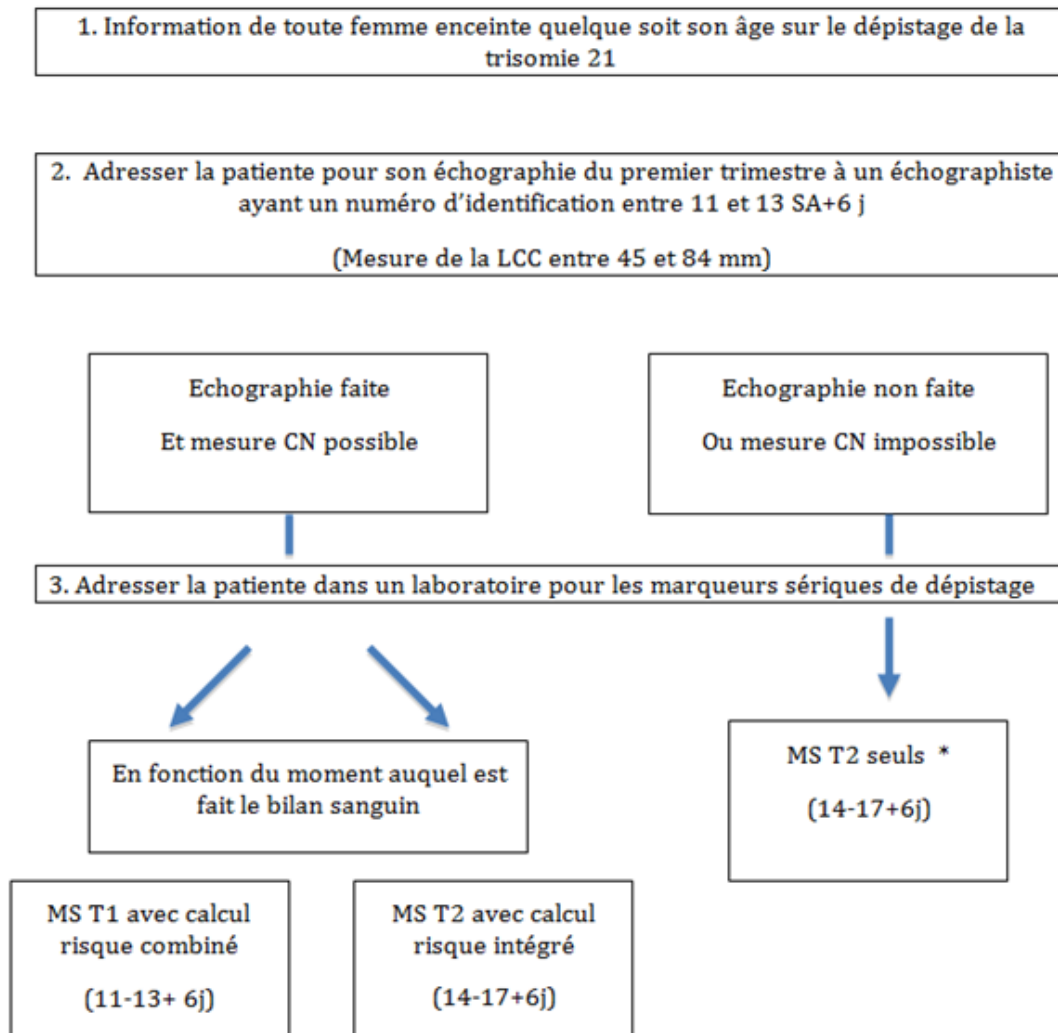 1. Information de toute femme enceinte quelque soit son âge sur le dépistage de la
trisomie 21
2. Adresser la patiente pour son échographie du premier trimestre à un échographiste
ayant un numéro d'identification entre 11 et 13 SA+6 j
(Mesure de la LCC entre 45 et 84 mm)
Echographie faite
Et mesure CN possible
Echographie non faite
Ou mesure CN impossible
3. Adresser la patiente dans un laboratoire pour les marqueurs sériques de dépistage
En fonction du moment auquel est
fait le bilan sanguin
MS T2 seuls *
(14-17+6j)
MS T1 avec calcul
risque combiné
(11-13+ 6j)
MS T2 avec calcul
risque intégré
(14-17+6j)